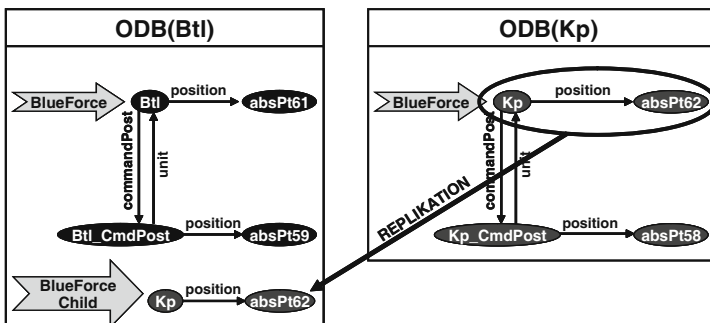 ODB(Btl)
BlueForce
Btl
position
absPt61
commandPost
unit
Btl_CmdPost
position
absPt59
BlueForce
Child
Kp
position
absPt62
REPLIKATION
ODB(Kp)
BlueForce
Kp
position
absPt62
commandPost
unit
Kp_CmdPost
position
absPt58